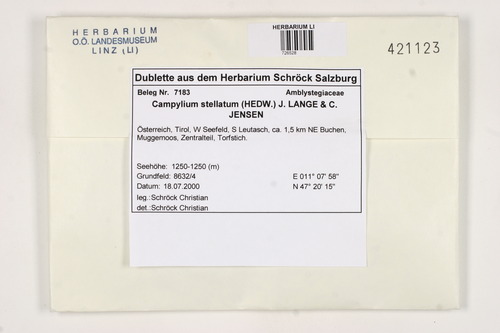 HERBARIUM
O.Ö. LANDESMUSEUM
LINZ (LI)
HERBARIUM LI
726928
421123
Dublette aus dem Herbarium Schröck Salzburg
Beleg Nr. 7183 Amblystegiaceae
Campylium stellatum (HEDW.) J. LANGE & C.
JENSEN
Österreich, Tirol, W Seefeld, S Leutasch, ca. 1,5 km NE Buchen,
Muggemoos, Zentralteil, Torfstich.
Seehöhe: 1250-1250 (m)
Grundfeld: 8632/4 E 011° 07' 58"
Datum: 18.07.2000 N 47° 20' 15"
leg.:Schröck Christian
det.:Schröck Christian